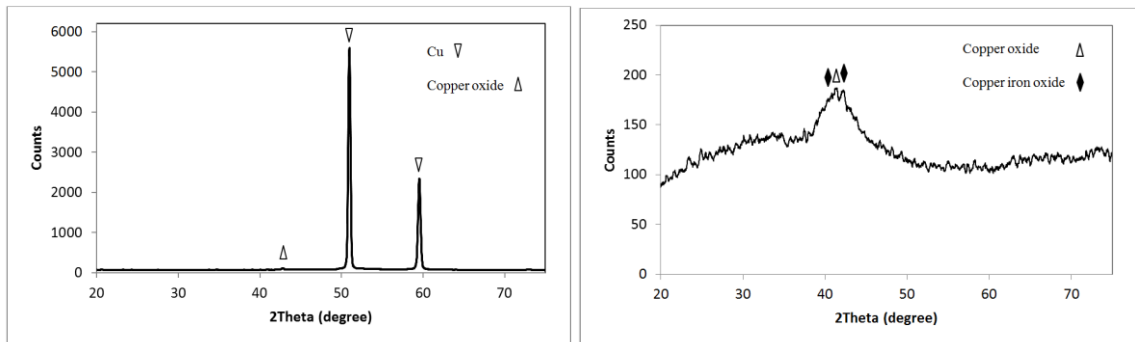 6000
5000
4000
3000
2000
1000
0
Counts
Cu
Copper oxide
20 30 40 50 60 70
2Theta (degree)
250
200
150
100
50
0
Counts
Copper oxide
Copper iron oxide
20 30 40 50 60 70
2Theta (degree)